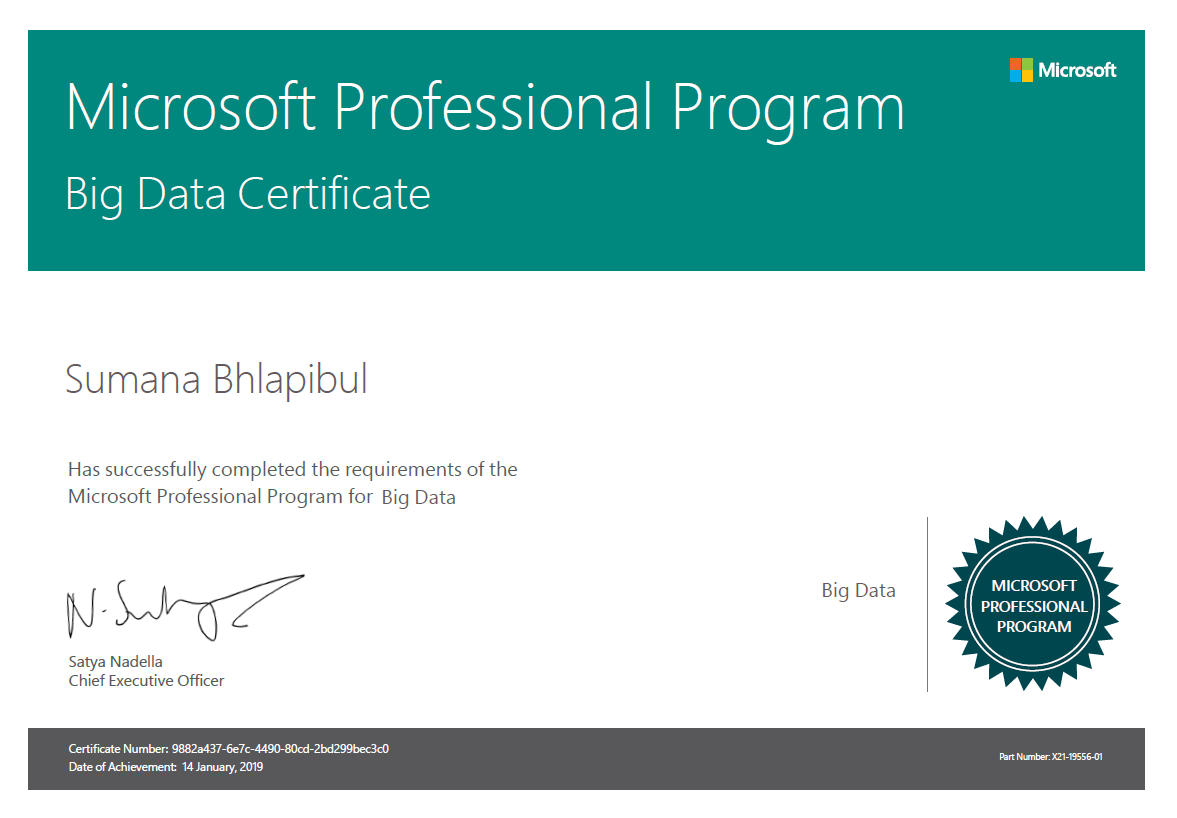 Microsoft
Microsoft Professional Program
Big Data Certificate
Sumana Bhlapibul
Has successfully completed the requirements of the
Microsoft Professional Program for Big Data
Satya Nadella
Chief Executive Officer
Big Data
MICROSOFT
PROFESSIONAL
PROGRAM
Certificate Number: 9882a437-6e7c-4490-80cd-2bd299bec3c0
Date of Achievement: 14 January, 2019
Part Number: X21-19556-01